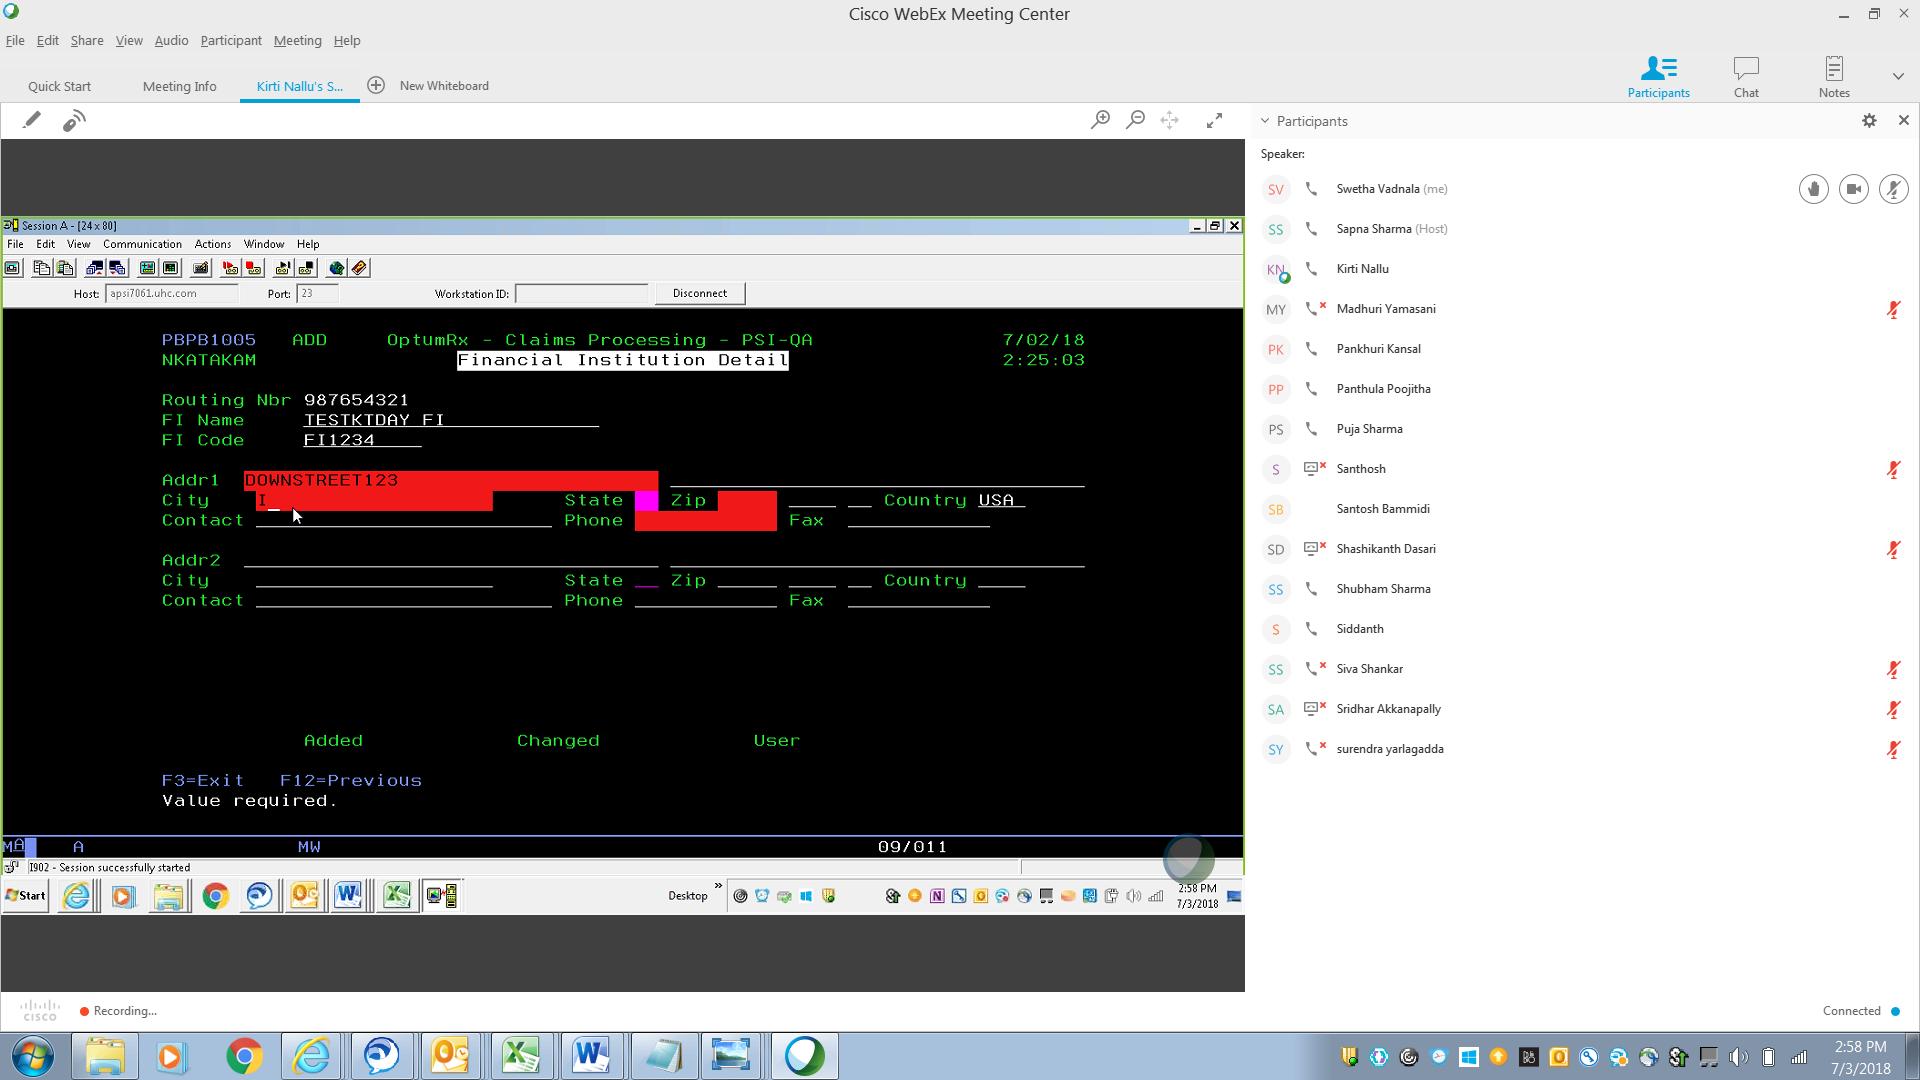 Cisco WebEx Meeting Center
File Edit Share View Audio Participant Meeting Help
Quick Start Meeting Info Kirti Nallu's S... New Whiteboard
Participants Chat Notes
Participants
Speaker:
SV Swetha Vadnala (me)
SS Sapna Sharma (Host)
KN Kirti Nallu
MY Madhuri Yamasani
PK Pankhuri Kansal
PP Panthula Poojitha
PS Puja Sharma
S Santhosh
SB Santosh Bammidi
SD Shashikanth Dasari
SS Shubham Sharma
S Siddanth
SS Siva Shankar
SA Sridhar Akkanapally
SY surendra yarlagadda
Session A - [24 x 80]
File Edit View Communication Actions Window Help
Host: apsi7061.uhc.com Port: 23 Workstation ID: Disconnect
PBPB1005 ADD OptumRx - Claims Processing - PSI-QA 7/02/18
NKATAKAM Financial Institution Detail 2:25:03
Routing Nbr 987654321
FI Name TESTKTDAY FI
FI Code FI1234
Addr1 DOWNSTREET123
City I State Zip Country USA
Contact Phone Fax
Addr2
City State Zip Country
Contact Phone Fax
Added Changed User
F3=Exit F12=Previous
Value required.
MA A MW 09/011
I902 - Session successfully started
Start Desktop » 2:58 PM
7/3/2018
CISCO Recording... Connected
2:58 PM
7/3/2018